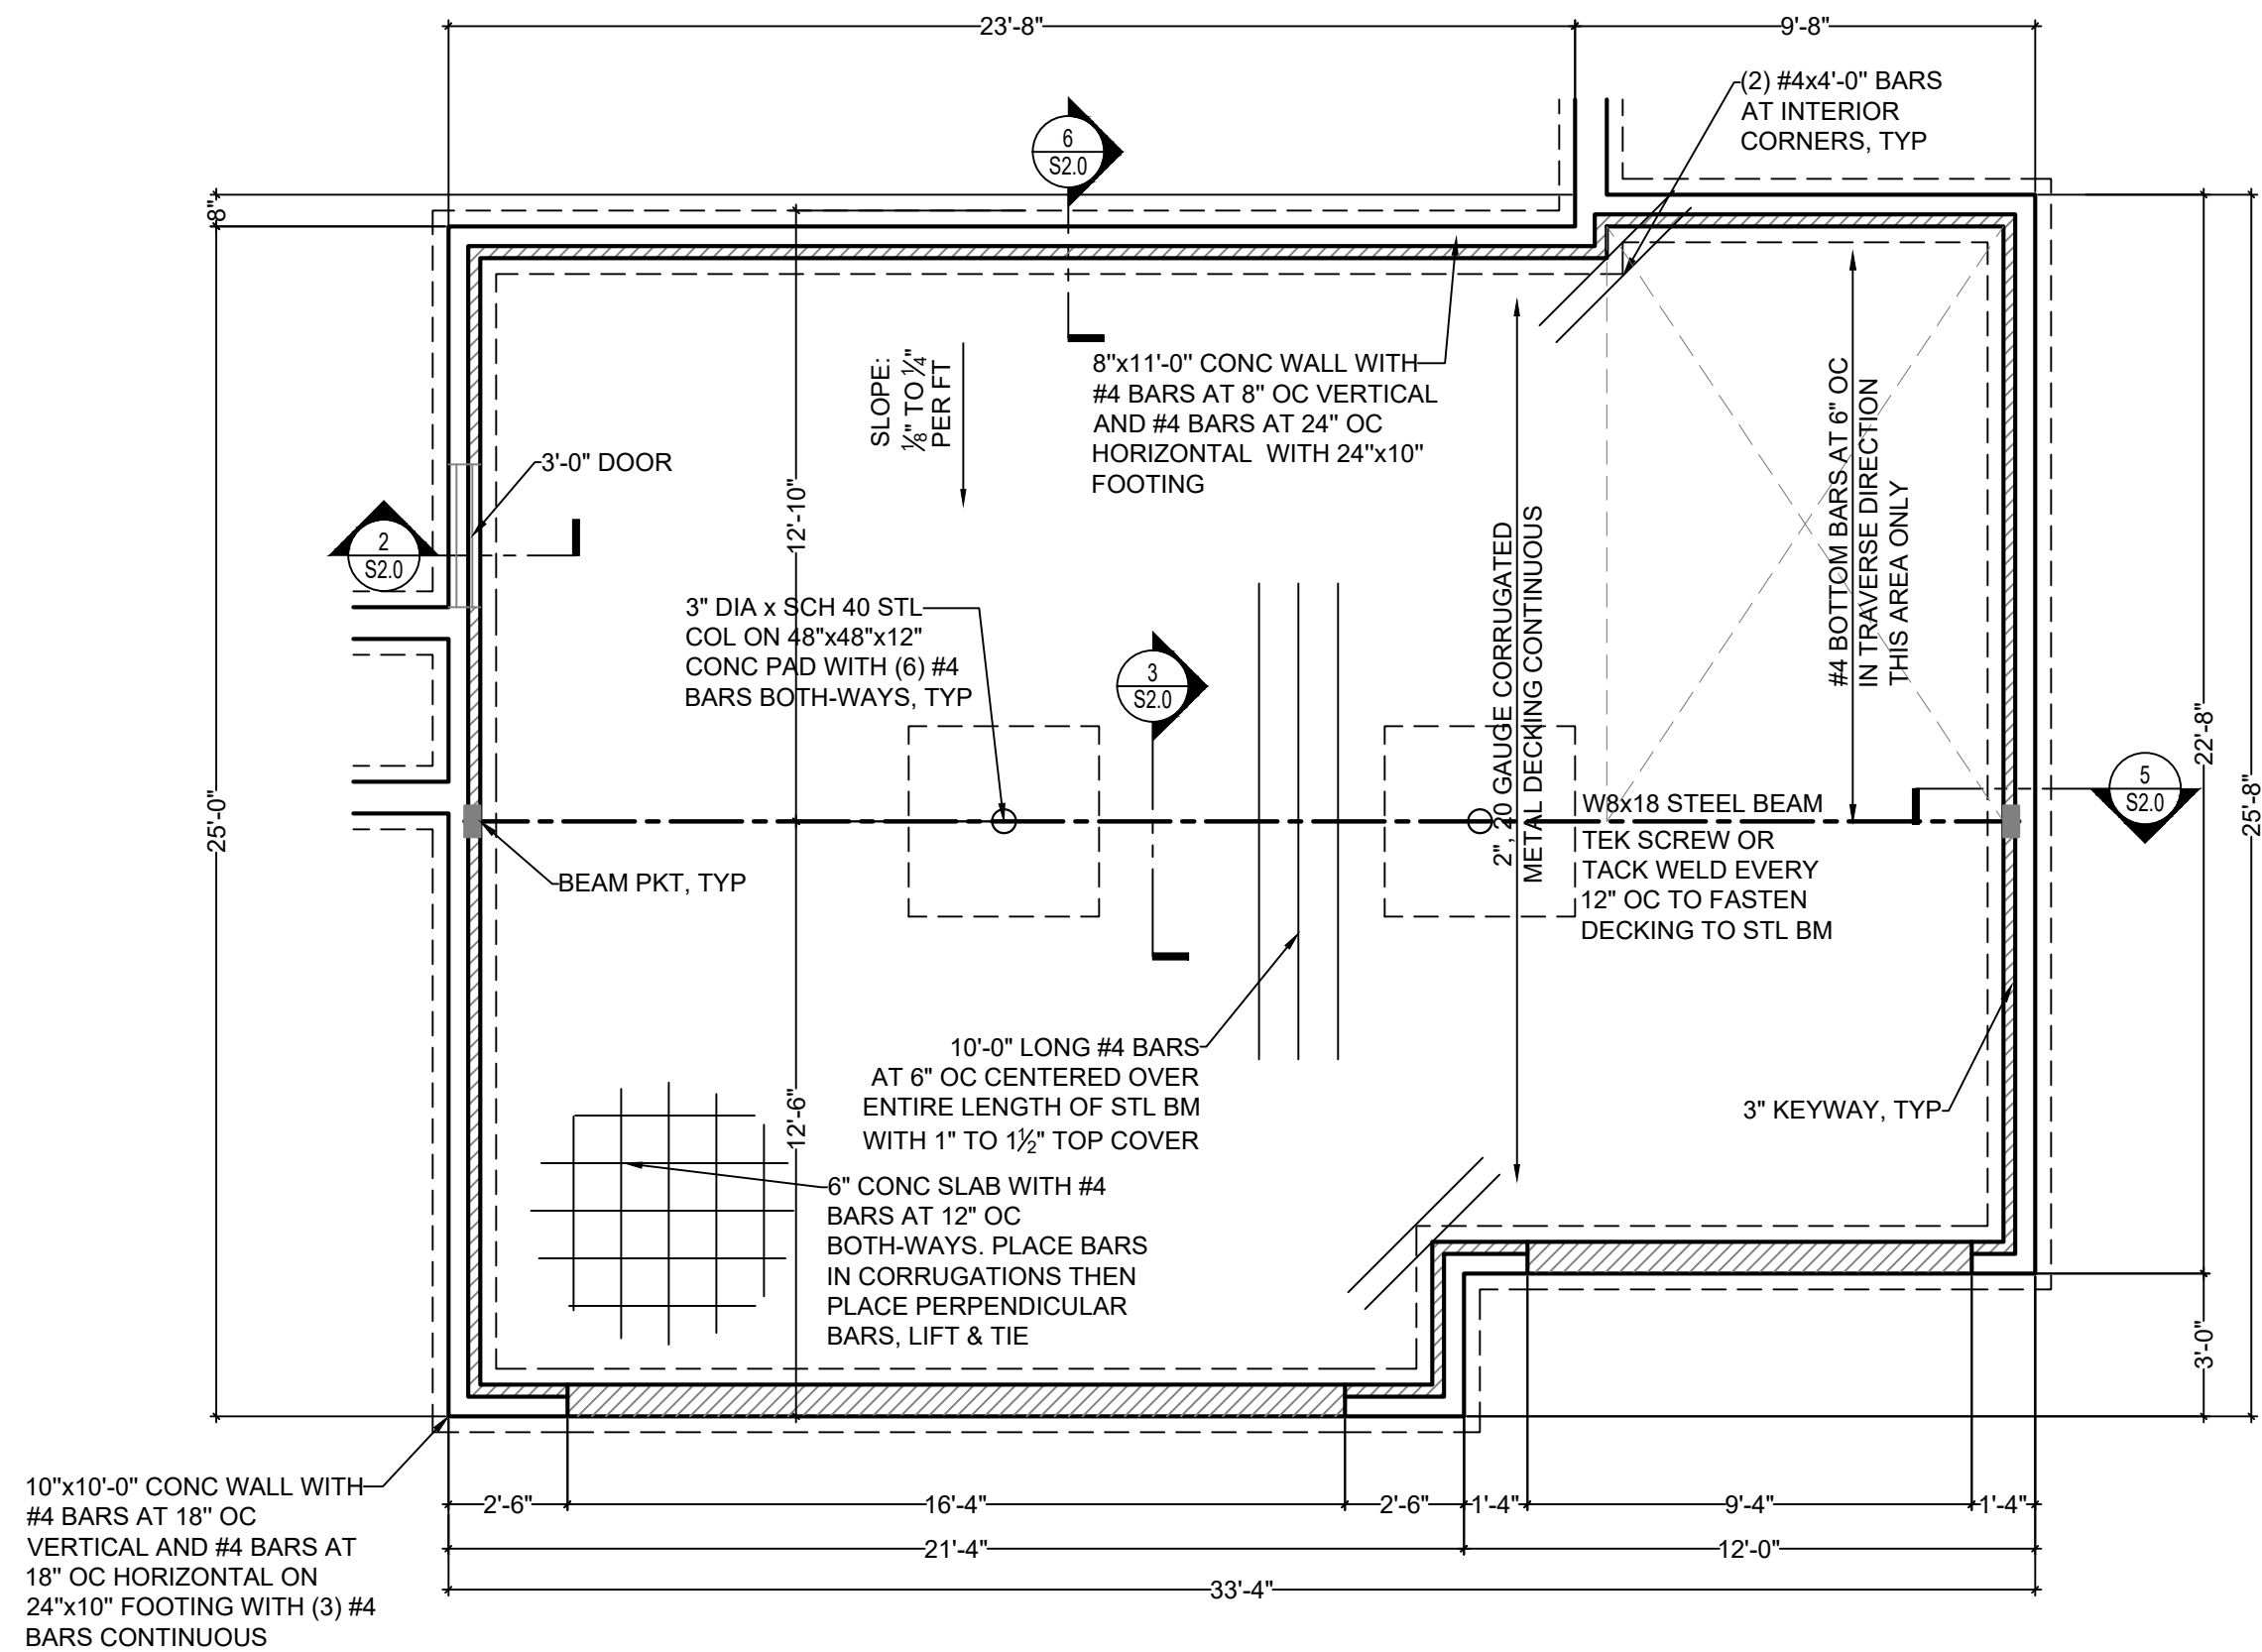 23'-8"
9'-8"
(2) #4x4'-0" BARS
AT INTERIOR
CORNERS, TYP
6
S2.0
8"
8"x11'-0" CONC WALL WITH
#4 BARS AT 8" OC VERTICAL
AND #4 BARS AT 24" OC
HORIZONTAL WITH 24"x10"
FOOTING
SLOPE:
⅛" TO ¼"
PER FT
3'-0" DOOR
12'-10"
2
S2.0
#4 BOTTOM BARS AT 6" OC
IN TRAVERSE DIRECTION
THIS AREA ONLY
2", 20 GAUGE CORRUGATED
METAL DECKING CONTINUOUS
3" DIA x SCH 40 STL
COL ON 48"x48"x12"
CONC PAD WITH (6) #4
BARS BOTH-WAYS, TYP
3
S2.0
22'-8"
25'-0"
25'-8"
5
S2.0
W8x18 STEEL BEAM
TEK SCREW OR
TACK WELD EVERY
12" OC TO FASTEN
DECKING TO STL BM
BEAM PKT, TYP
10'-0" LONG #4 BARS
AT 6" OC CENTERED OVER
ENTIRE LENGTH OF STL BM
WITH 1" TO 1½" TOP COVER
12'-6"
3" KEYWAY, TYP
6" CONC SLAB WITH #4
BARS AT 12" OC
BOTH-WAYS. PLACE BARS
IN CORRUGATIONS THEN
PLACE PERPENDICULAR
BARS, LIFT & TIE
3'-0"
10"x10'-0" CONC WALL WITH
#4 BARS AT 18" OC
VERTICAL AND #4 BARS AT
18" OC HORIZONTAL ON
24"x10" FOOTING WITH (3) #4
BARS CONTINUOUS
2'-6"
16'-4"
2'-6"
1'-4"
9'-4"
1'-4"
21'-4"
12'-0"
33'-4"